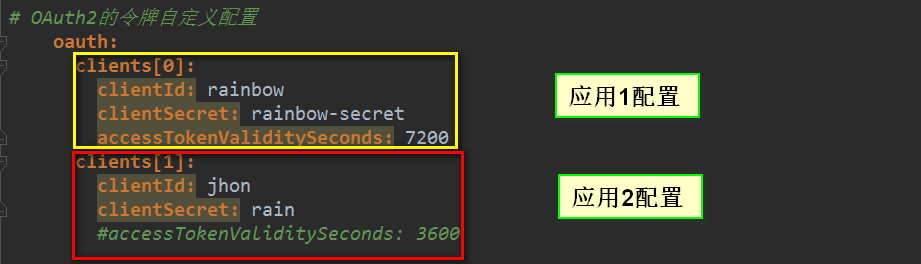 # OAuth2的令牌自定义配置
oauth:
clients[0]:
clientId: rainbow
clientSecret: rainbow-secret
accessTokenValiditySeconds: 7200
应用1配置
clients[1]:
clientId: jhon
clientSecret: rain
#accessTokenValiditySeconds: 3600
应用2配置